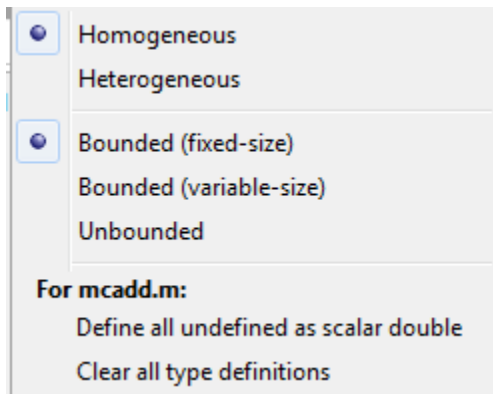 Homogeneous
Heterogeneous
Bounded (fixed-size)
Bounded (variable-size)
Unbounded
For mcadd.m:
Define all undefined as scalar double
Clear all type definitions